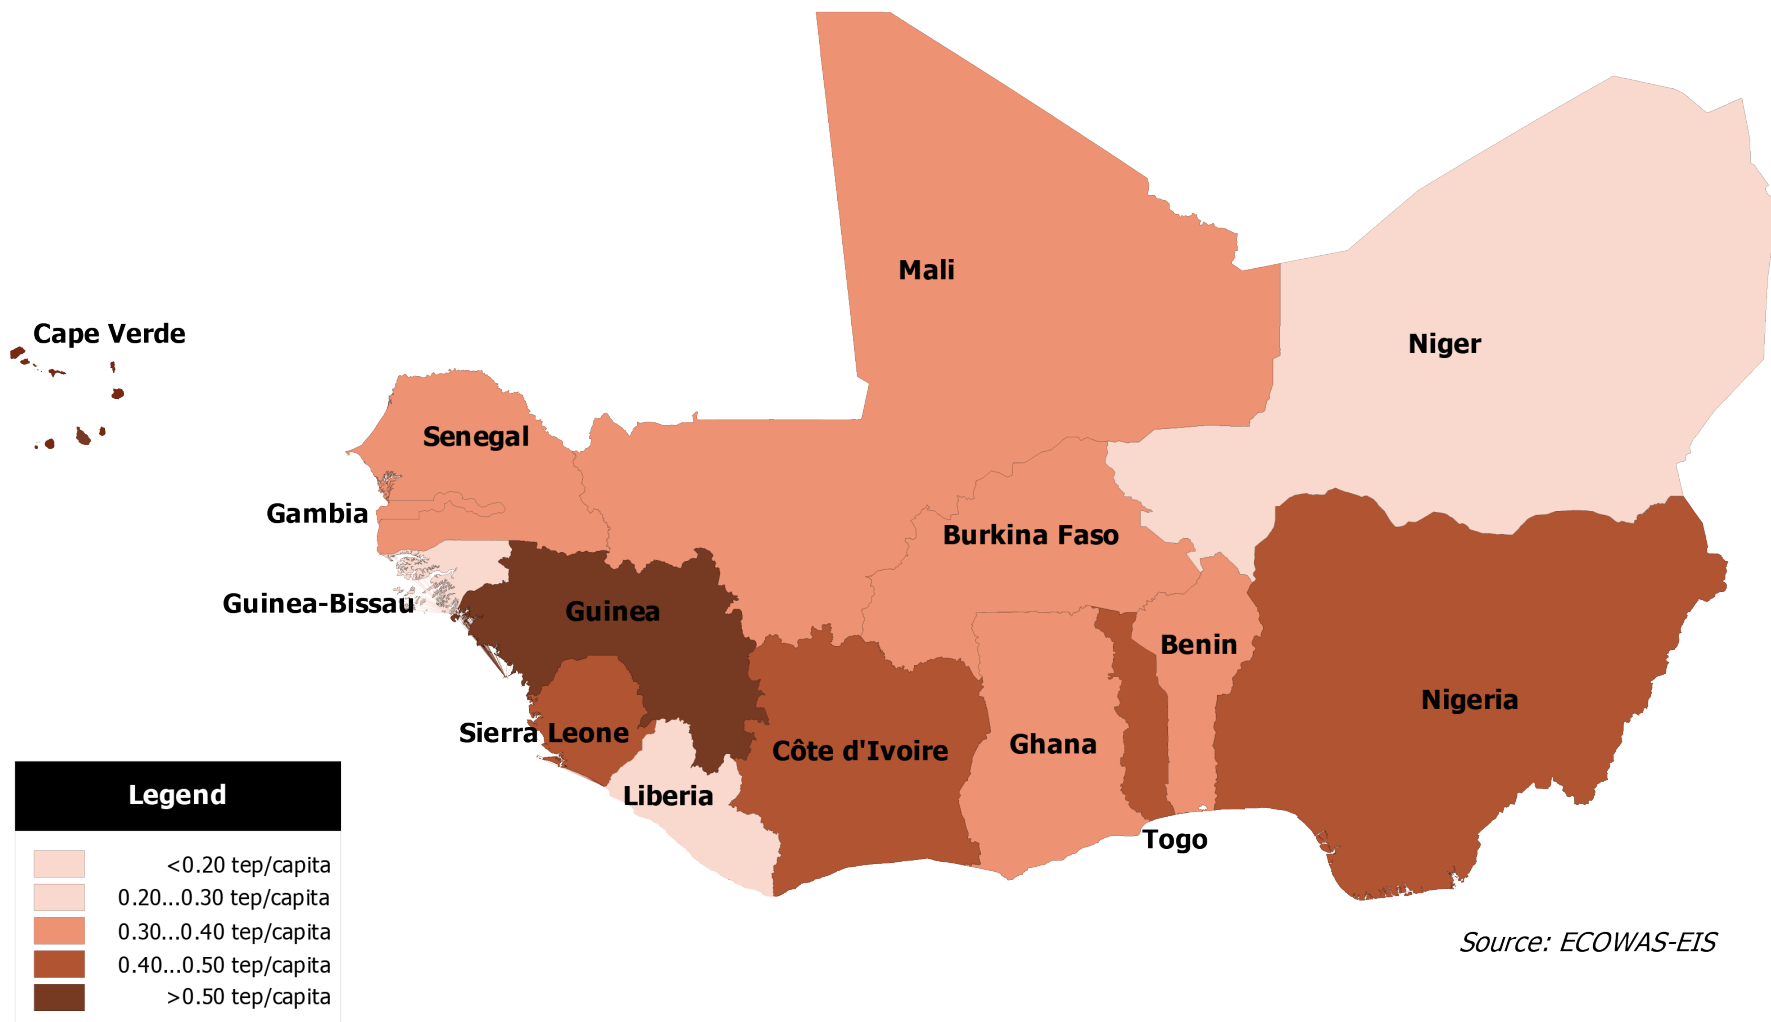 Mali
Cape Verde
Niger
Senegal
Gambia
Burkina Faso
Guinea-Bissau
Guinea
Benin
Nigeria
Sierra Leone
Côte d'Ivoire
Ghana
Liberia
Togo
Legend
<0.20 tep/capita
0.20...0.30 tep/capita
0.30...0.40 tep/capita
0.40...0.50 tep/capita
>0.50 tep/capita
Source: ECOWAS-EIS